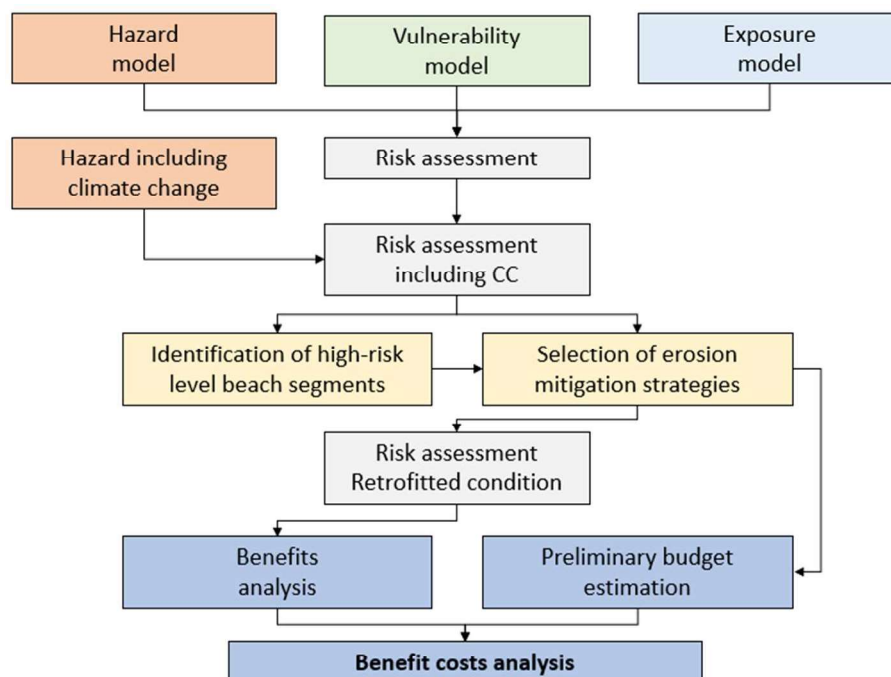 Hazard
model
Vulnerability
model
Exposure
model
Risk assessment
Hazard including
climate change
Risk assessment
including CC
Identification of high-risk
level beach segments
Selection of erosion
mitigation strategies
Risk assessment
Retrofitted condition
Benefits
analysis
Preliminary budget
estimation
Benefit costs analysis